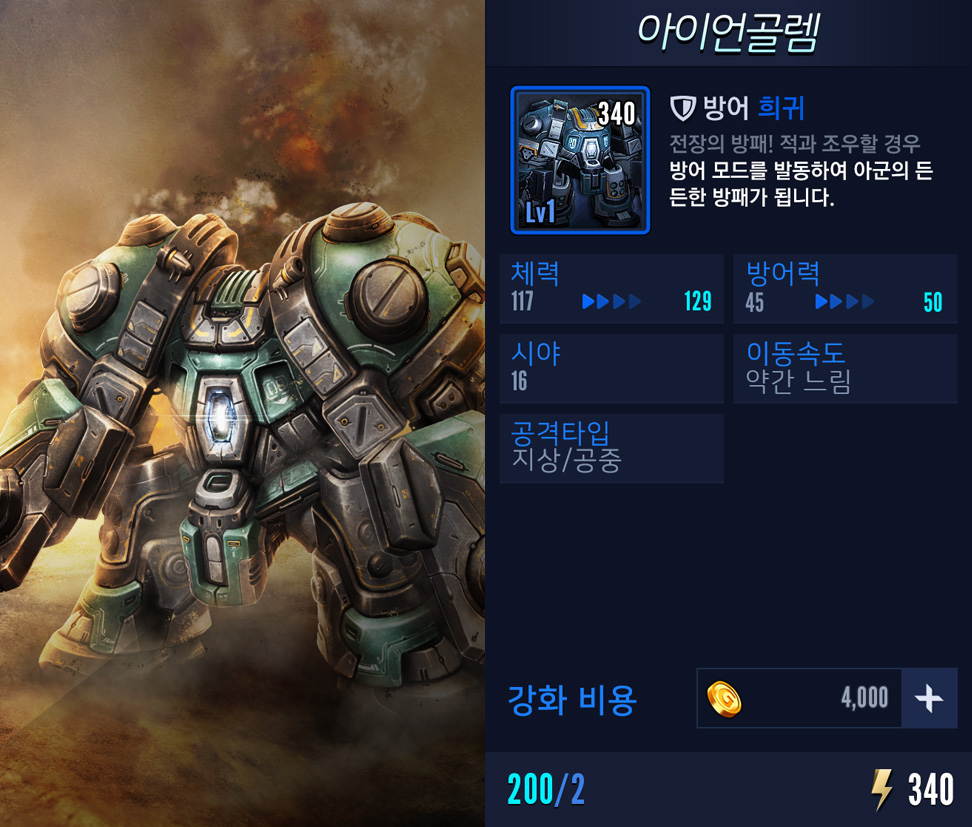 아이언골렘
340
Lv1
방어 희귀
전장의 방패! 적과 조우할 경우
방어 모드를 발동하여 아군의 든
든한 방패가 됩니다.
체력
117
129
방어력
45
50
시야
16
이동속도
약간 느림
공격타입
지상/공중
강화 비용
4,000
200/2
340